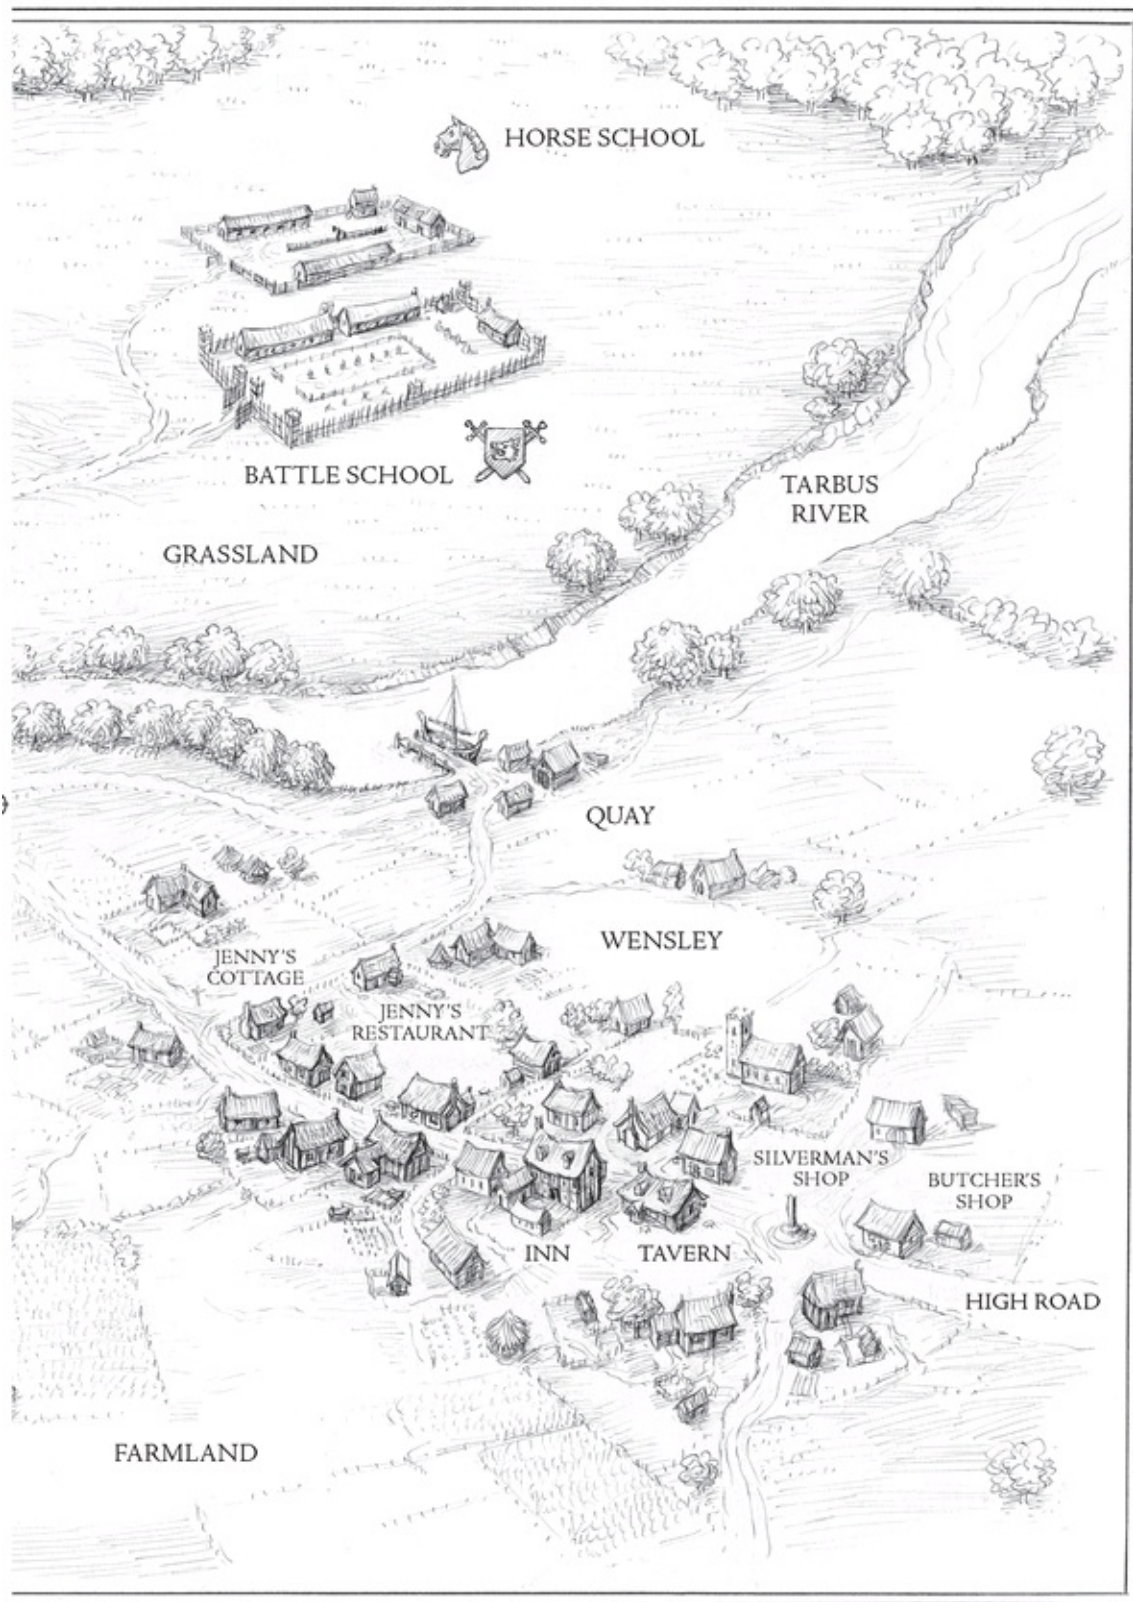 HORSE SCHOOL
BATTLE SCHOOL
TARBUS
RIVER
GRASSLAND
QUAY
WENSLEY
JENNY'S
COTTAGE
JENNY'S
RESTAURANT
SILVERMAN'S
SHOP
BUTCHER'S
SHOP
INN
TAVERN
HIGH ROAD
FARMLAND